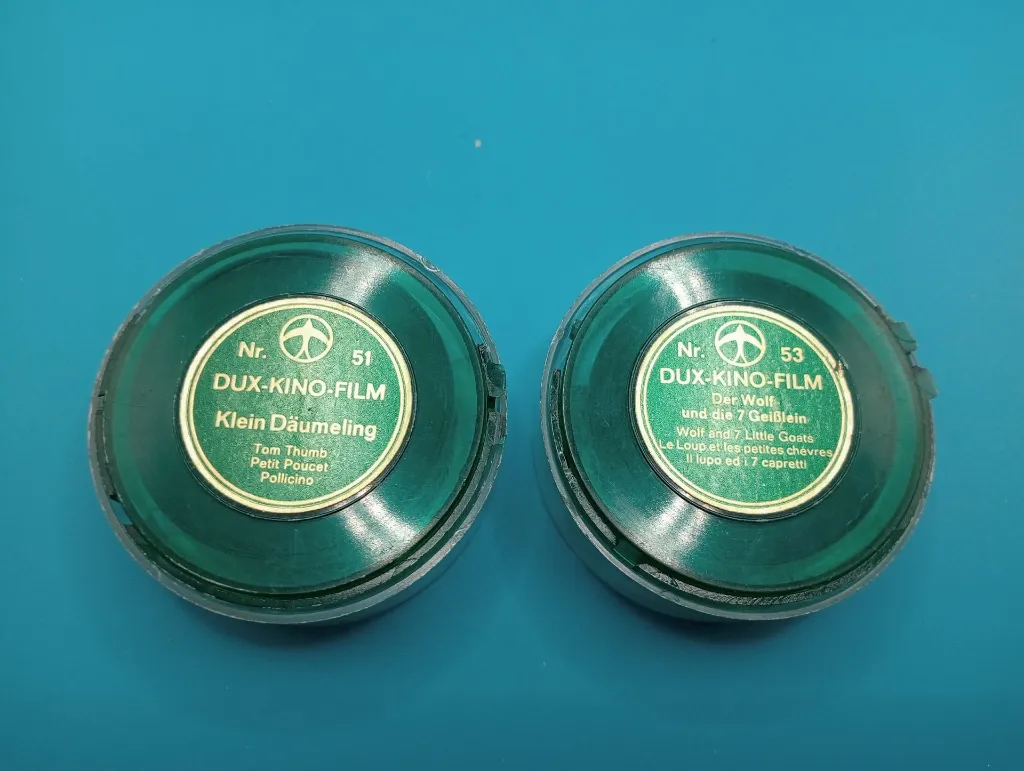 Nr. 51
DUX-KINO-FILM
Klein Däumeling
Tom Thumb
Petit Poucet
Pollicino
Nr. 53
DUX-KINO-FILM
Der Wolf
und die 7 Geißlein
Wolf and 7 Little Goats
Le Loup et les petites chèvres
Il lupo ed i 7 capretti